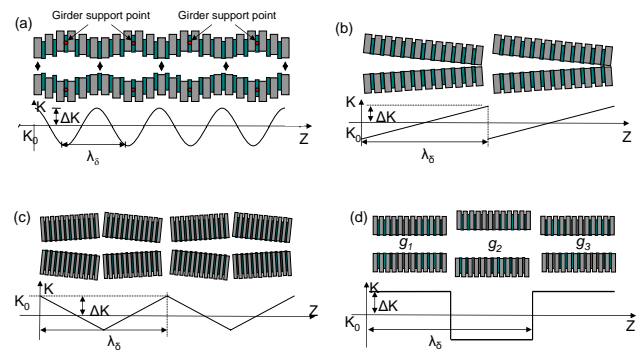 (a)
Girder support point
Girder support point
K
ΔK
K₀
Z
λδ
(b)
K
ΔK
K₀
Z
λδ
(c)
K
K₀
ΔK
Z
λδ
(d)
g₁
g₂
g₃
K
ΔK
K₀
Z
λδ